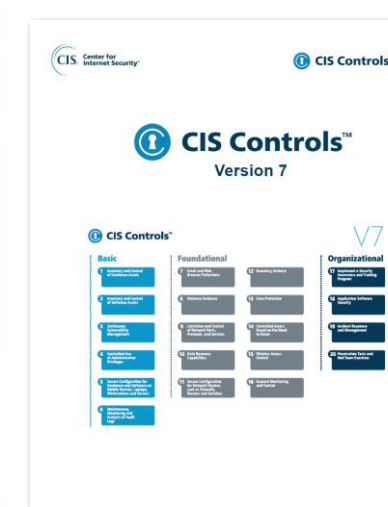 CIS. Center for
Internet Security®
CIS Controls
CIS Controls™
Version 7
CIS Controls™
V7
Basic
1 Inventory and Control
of Hardware Assets
2 Inventory and Control
of Software Assets
3 Continuous
Vulnerability
Management
4 Controlled Use
of Administrative
Privileges
5 Secure Configuration for
Hardware and Software on
Mobile Devices, Laptops,
Workstations and Servers
6 Maintenance,
Monitoring and
Analysis of Audit
Logs
Foundational
7 Email and Web
Browser Protections
8 Malware Defenses
9 Limitation and Control
of Network Ports,
Protocols, and Services
10 Data Recovery
Capabilities
11 Secure Configuration
for Network Devices,
such as Firewalls,
Routers and Switches
12 Boundary Defense
13 Data Protection
14 Controlled Access
Based on the Need
to Know
15 Wireless Access
Control
16 Account Monitoring
and Control
Organizational
17 Implement a Security
Awareness and Training
Program
18 Application Software
Security
19 Incident Response
and Management
20 Penetration Tests and
Red Team Exercises